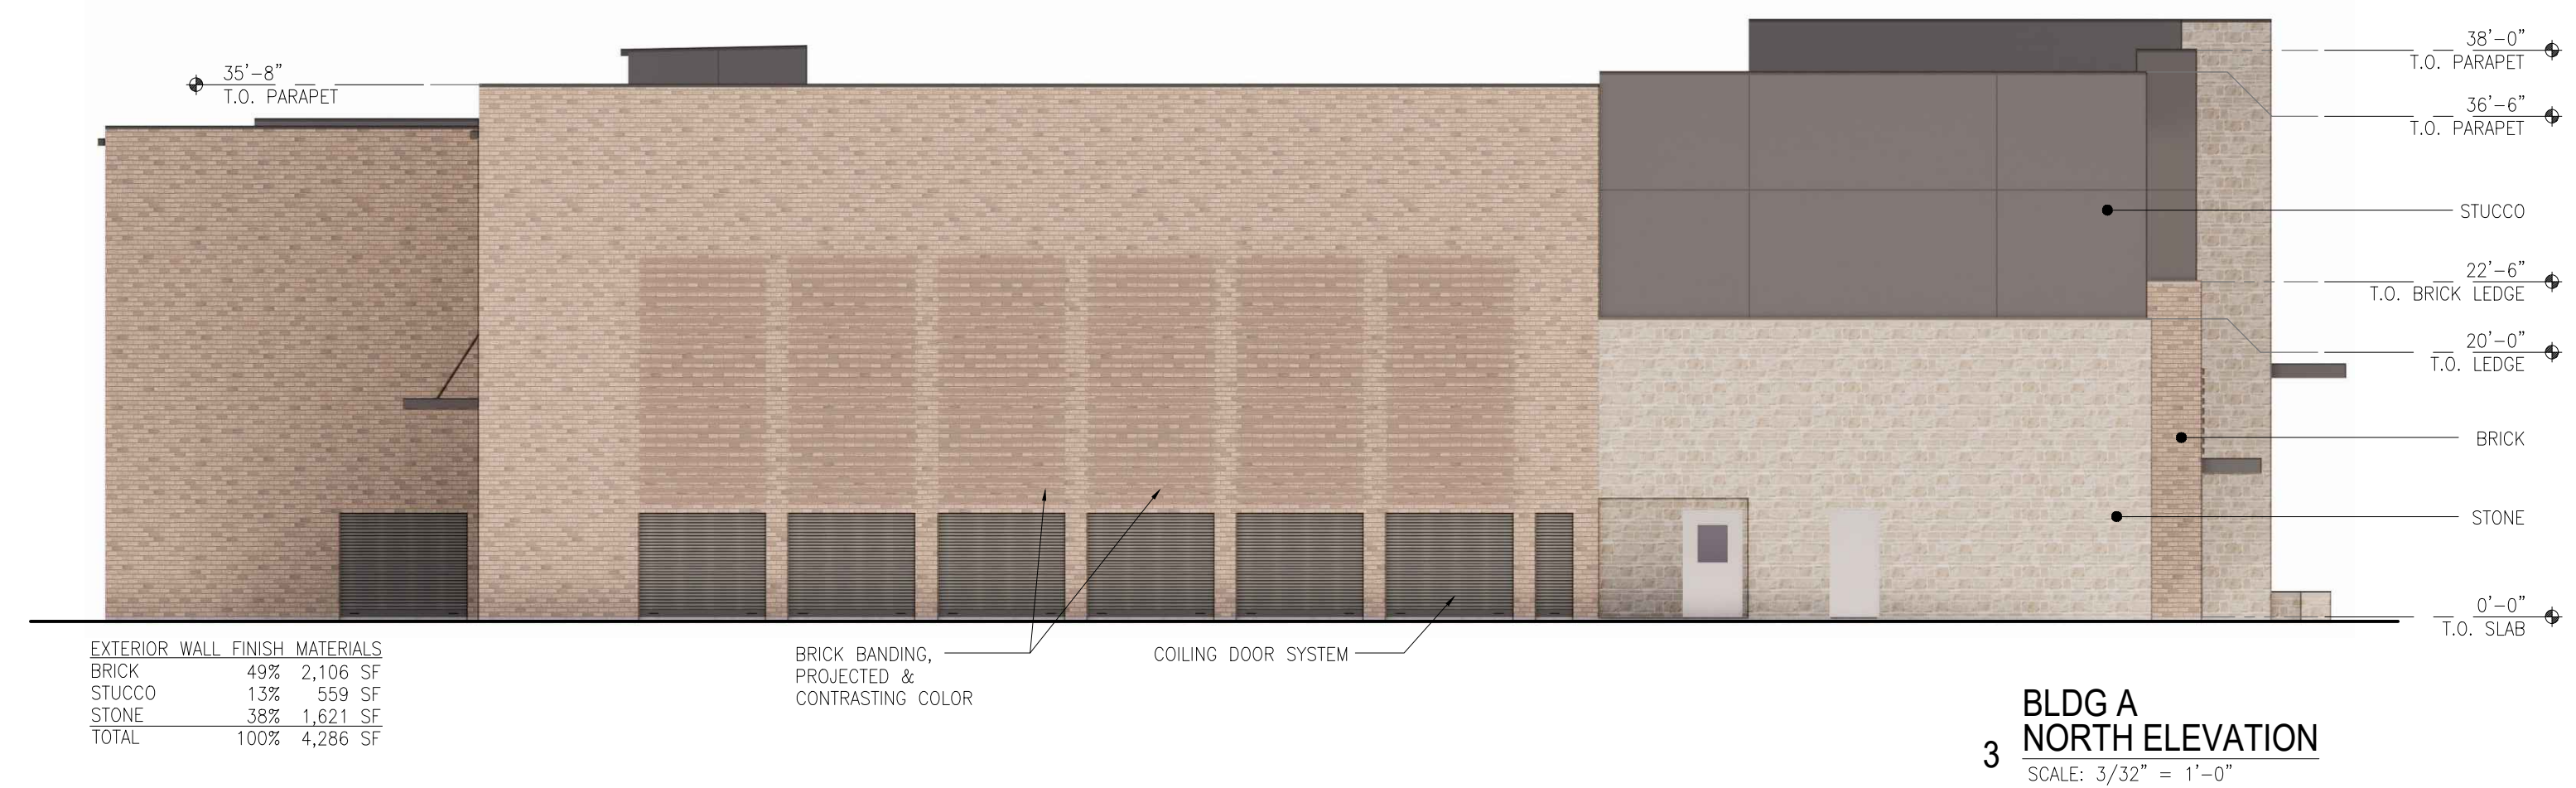 35'-8"
T.O. PARAPET
38'-0"
T.O. PARAPET
36'-6"
T.O. PARAPET
STUCCO
22'-6"
T.O. BRICK LEDGE
20'-0"
T.O. LEDGE
BRICK
STONE
0'-0"
T.O. SLAB
EXTERIOR WALL FINISH MATERIALS
BRICK 49% 2,106 SF
STUCCO 13% 559 SF
STONE 38% 1,621 SF
TOTAL 100% 4,286 SF
BRICK BANDING,
PROJECTED &
CONTRASTING COLOR
COILING DOOR SYSTEM
BLDG A
3 NORTH ELEVATION
SCALE: 3/32" = 1'-0"